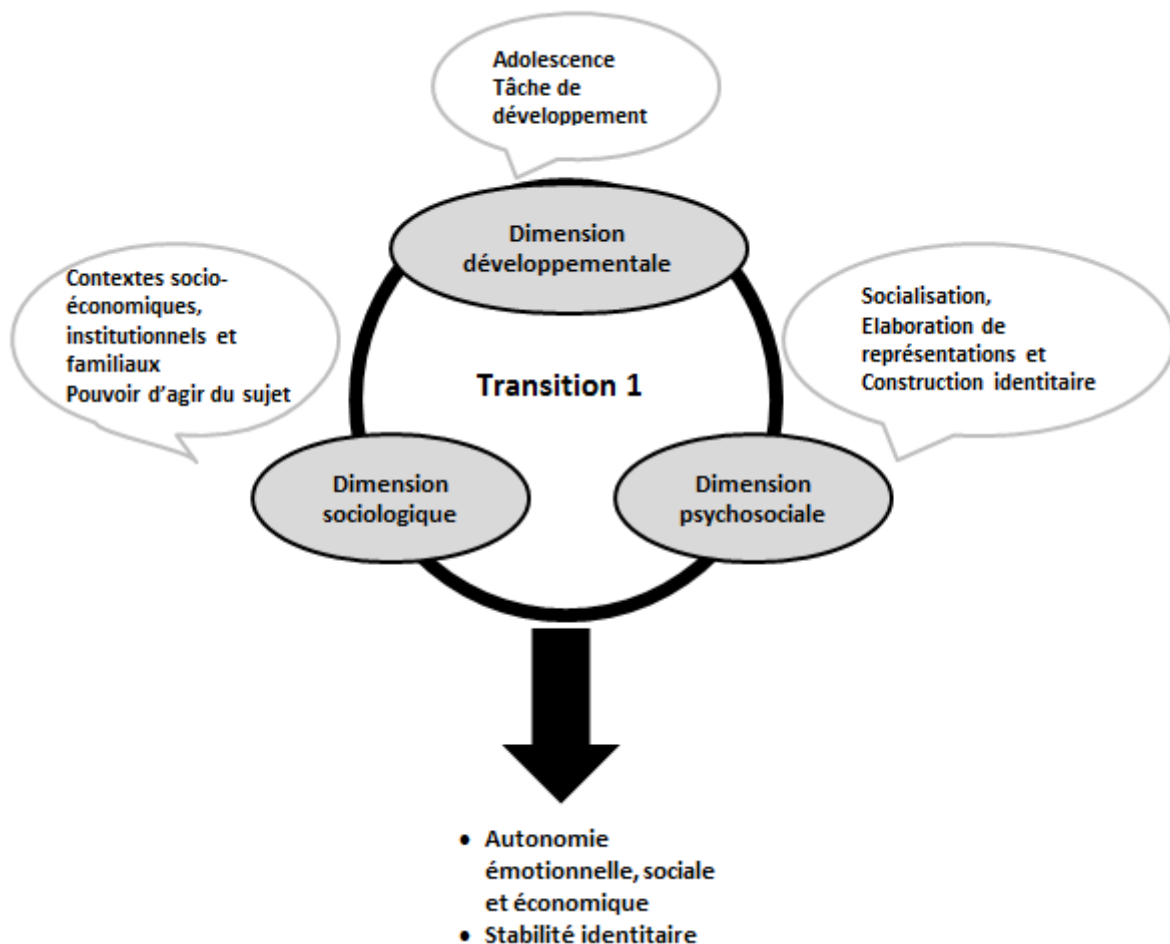 Adolescence
Tâche de
développement
Dimension
développementale
Contextes socio-
économiques,
institutionnels et
familiaux
Pouvoir d'agir du sujet
Socialisation,
Elaboration de
représentations et
Construction identitaire
Transition 1
Dimension
sociologique
Dimension
psychosociale
• Autonomie
émotionnelle, sociale
et économique
• Stabilité identitaire